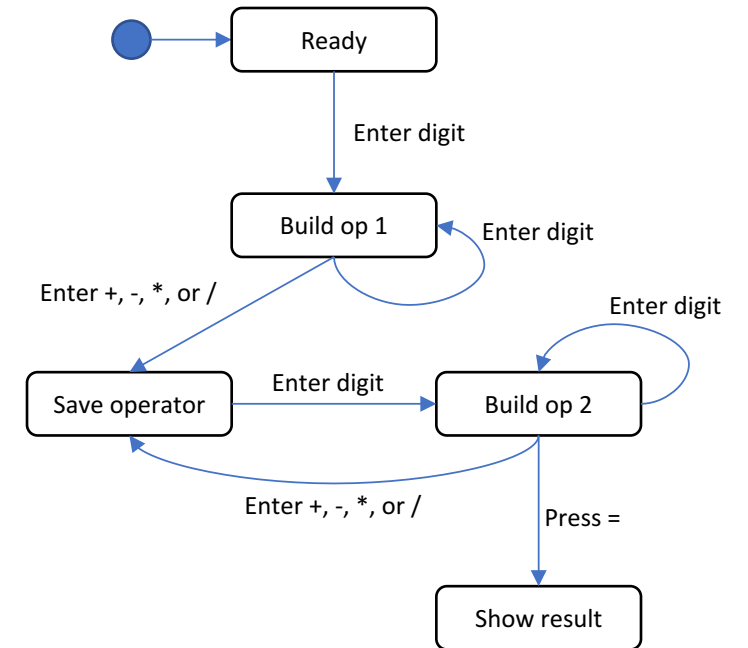 Ready
Enter digit
Build op 1
Enter digit
Enter +, -, *, or /
Enter digit
Save operator
Enter digit
Build op 2
Enter +, -, *, or /
Press =
Show result